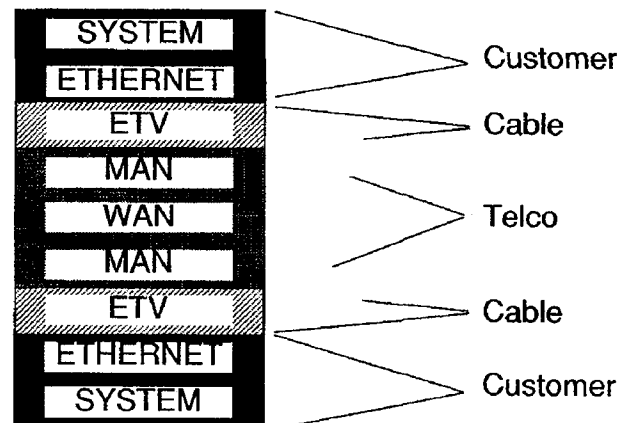 SYSTEM
ETHERNET
ETV
MAN
WAN
MAN
ETV
ETHERNET
SYSTEM
Customer
Cable
Telco
Cable
Customer